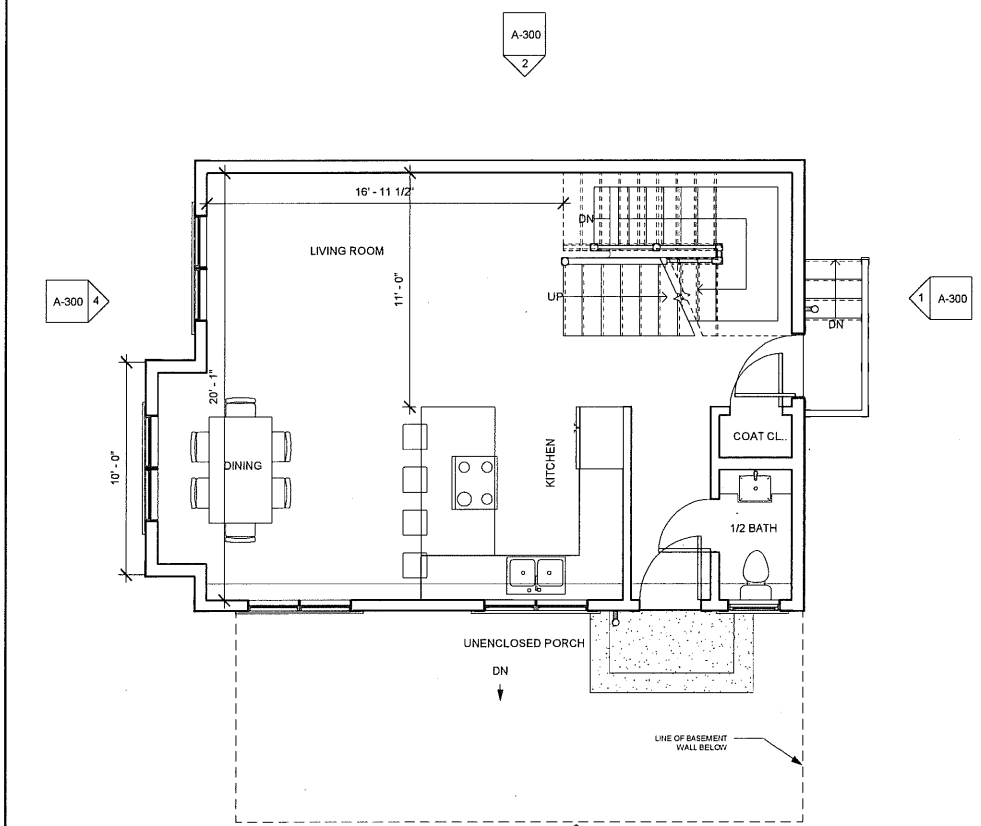 A-300
2
16' - 11 1/2"
DN
LIVING ROOM
11' - 0"
UP
A-300 4
1 A-300
DN
20' - 1"
10' - 0"
DINING
KITCHEN
COAT CL..
1/2 BATH
UNENCLOSED PORCH
DN
LINE OF BASEMENT
WALL BELOW